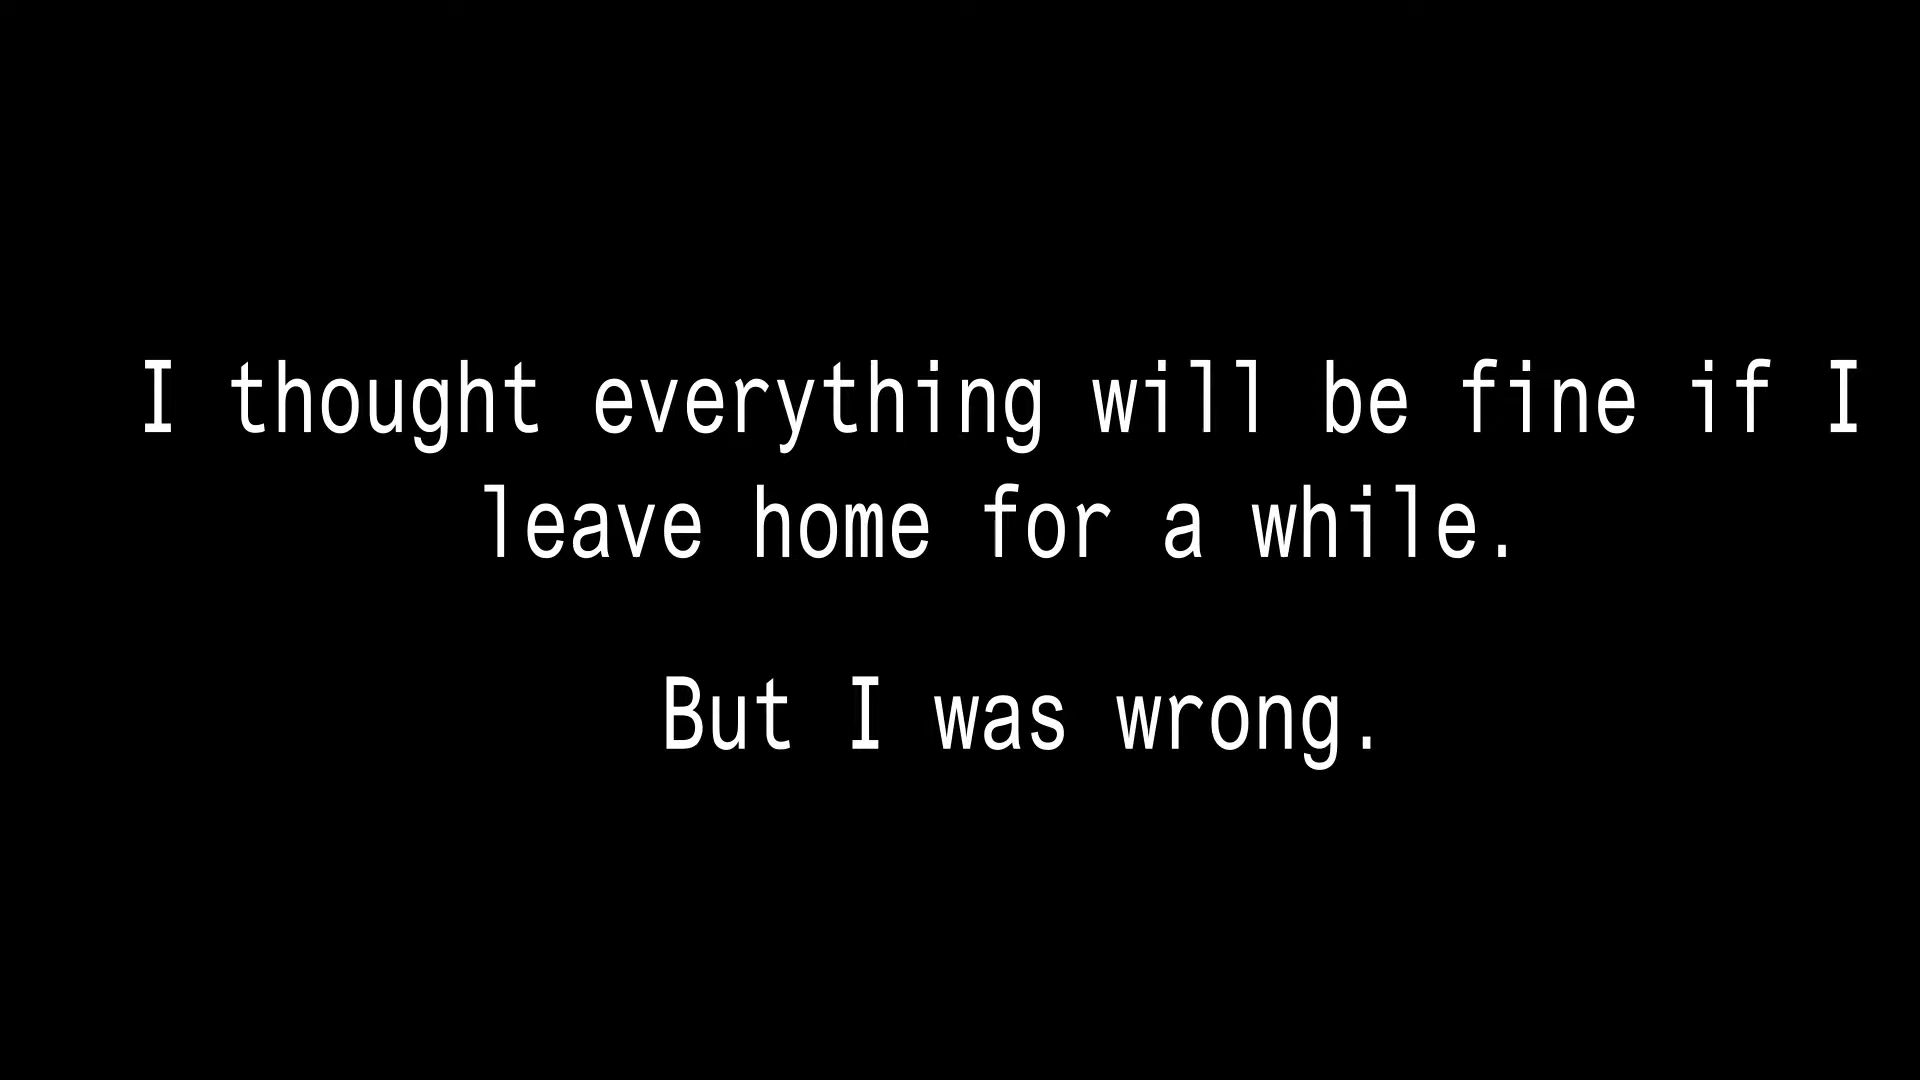 I thought everything will be fine if I
leave home for a while.
But I was wrong.